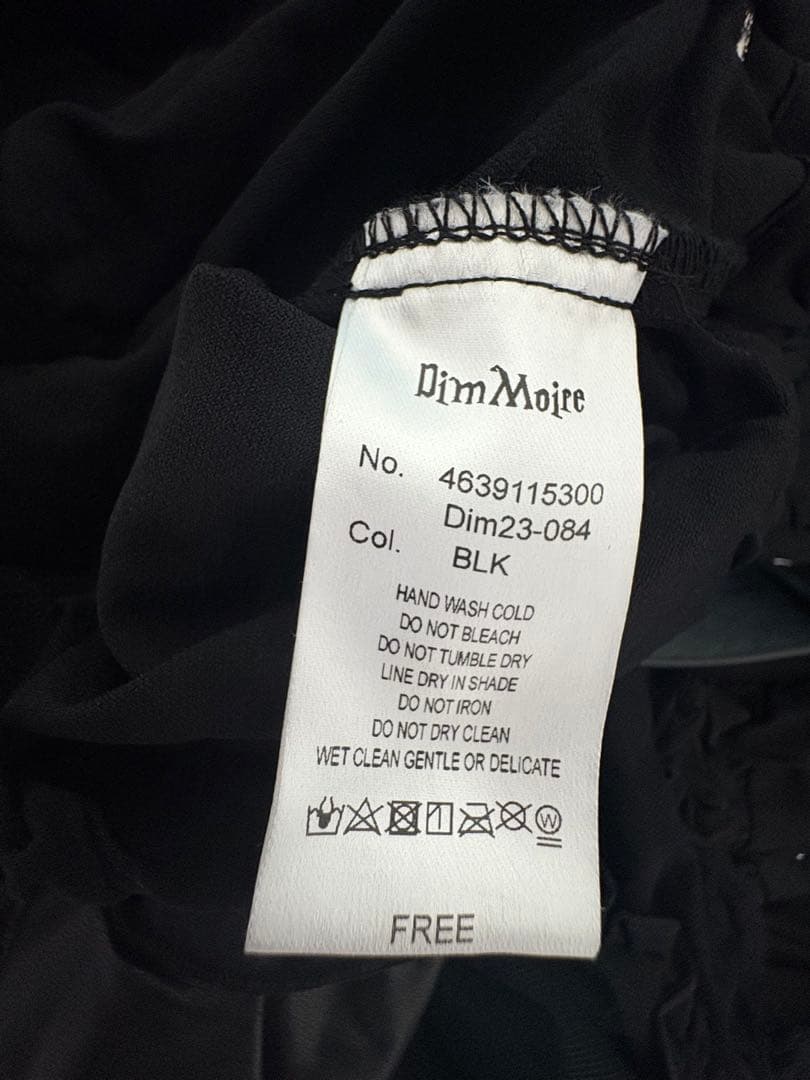 Dim Moire
No. 4639115300
Dim23-084
Col. BLK
HAND WASH COLD
DO NOT BLEACH
DO NOT TUMBLE DRY
LINE DRY IN SHADE
DO NOT IRON
DO NOT DRY CLEAN
WET CLEAN GENTLE OR DELICATE
W
FREE